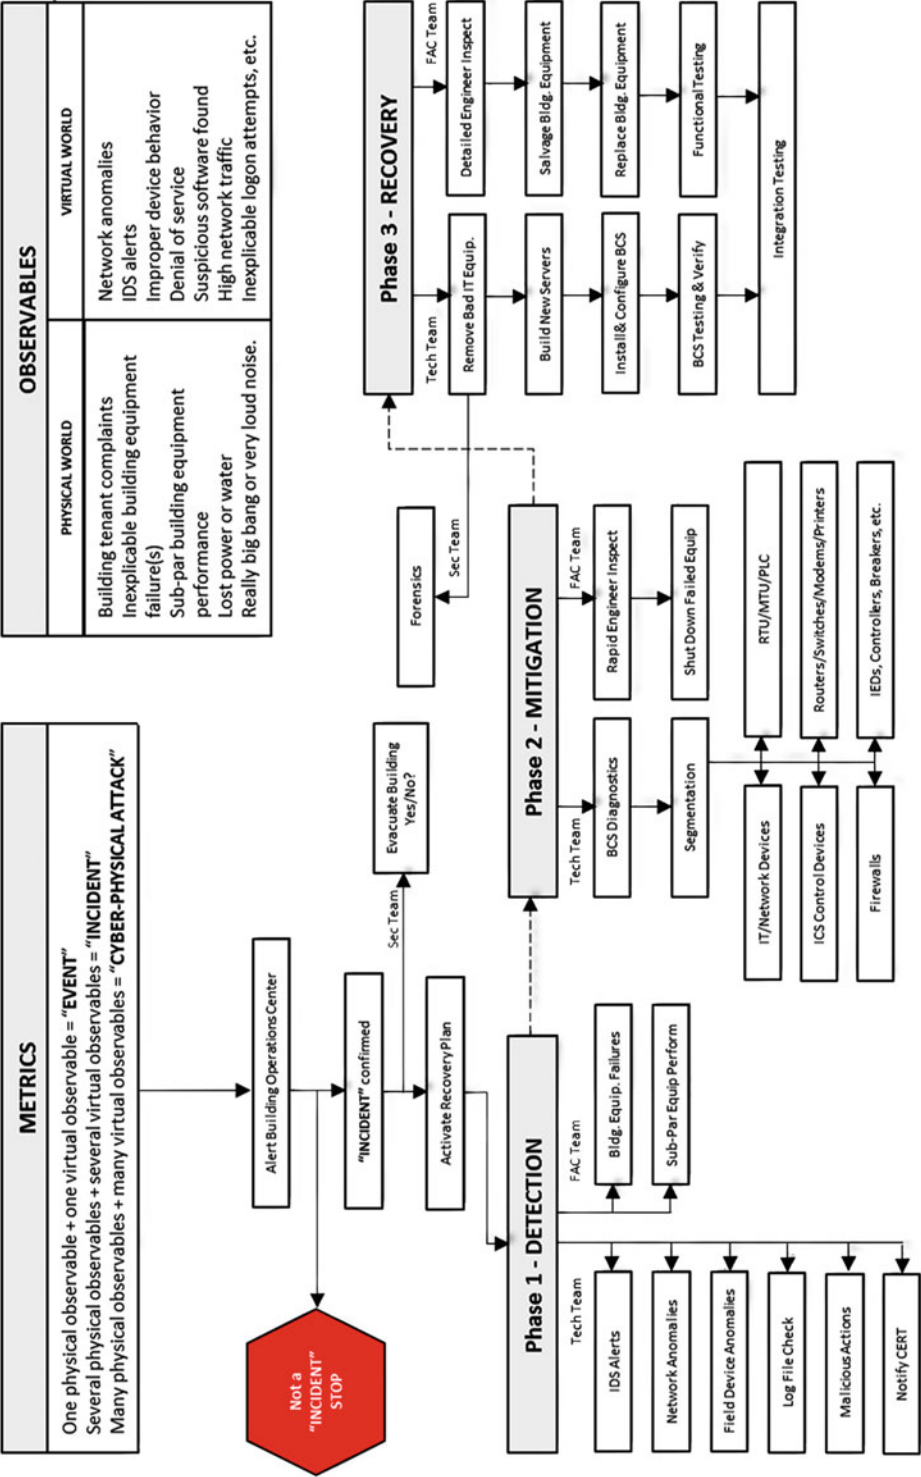 METRICS
One physical observable + one virtual observable = “EVENT”
Several physical observables + several virtual observables = “INCIDENT”
Many physical observables + many virtual observables = “CYBER-PHYSICAL ATTACK”
OBSERVABLES
PHYSICAL WORLD
Building tenant complaints
Inexplicable building equipment
failure(s)
Sub-par building equipment
performance
Lost power or water
Really big bang or very loud noise.
VIRTUAL WORLD
Network anomalies
IDS alerts
Improper device behavior
Denial of service
Suspicious software found
High network traffic
Inexplicable logon attempts, etc.
Alert Building Operations Center
Not a
“INCIDENT”
STOP
“INCIDENT” confirmed
Sec Team
Evacuate Building
Yes/No?
Activate Recovery Plan
Phase 1 - DETECTION
Tech Team
IDS Alerts
Network Anomalies
Field Device Anomalies
Log File Check
Malicious Actions
Notify CERT
FAC Team
Bldg. Equip. Failures
Sub-Par Equip Perform
Phase 2 - MITIGATION
Tech Team
BCS Diagnostics
Segmentation
FAC Team
Rapid Engineer Inspect
Shut Down Failed Equip
IT/Network Devices
RTU/MTU/PLC
ICS Control Devices
Routers/Switches/Modems/Printers
Firewalls
IEDs, Controllers, Breakers, etc.
Forensics
Sec Team
Phase 3 - RECOVERY
Tech Team
Remove Bad IT Equip.
Build New Servers
Install & Configure BCS
BCS Testing & Verify
FAC Team
Detailed Engineer Inspect
Salvage Bldg. Equipment
Replace Bldg. Equipment
Functional Testing
Integration Testing